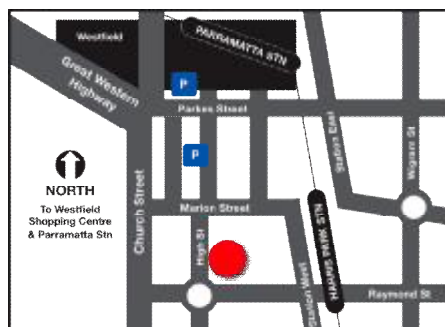 Westfield
PARRAMATTA STN
Great Western
Highway
P
Parkes Street
P
Station East
Wigram St
NORTH
To Westfield
Shopping Centre
& Parramatta Stn
Church Street
Marion Street
High St
HARRIS PARK STN
Station West
Raymond St